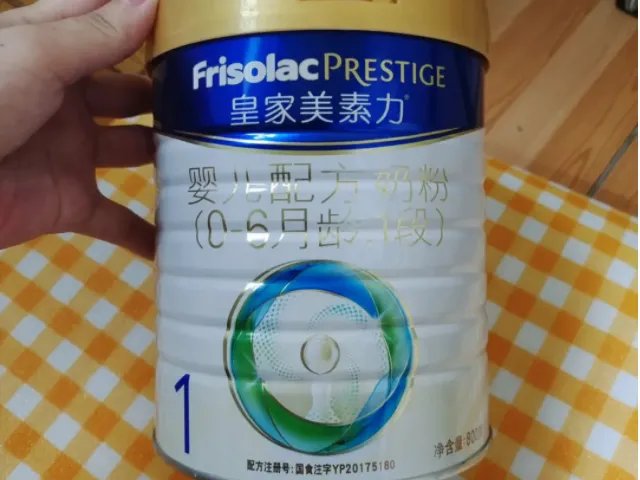 Frisolac PRESTIGE
皇家美素力®
婴儿配方奶粉
(0-6月龄,1段)
1
净含量:800
配方注册号:国食注字YP20175180